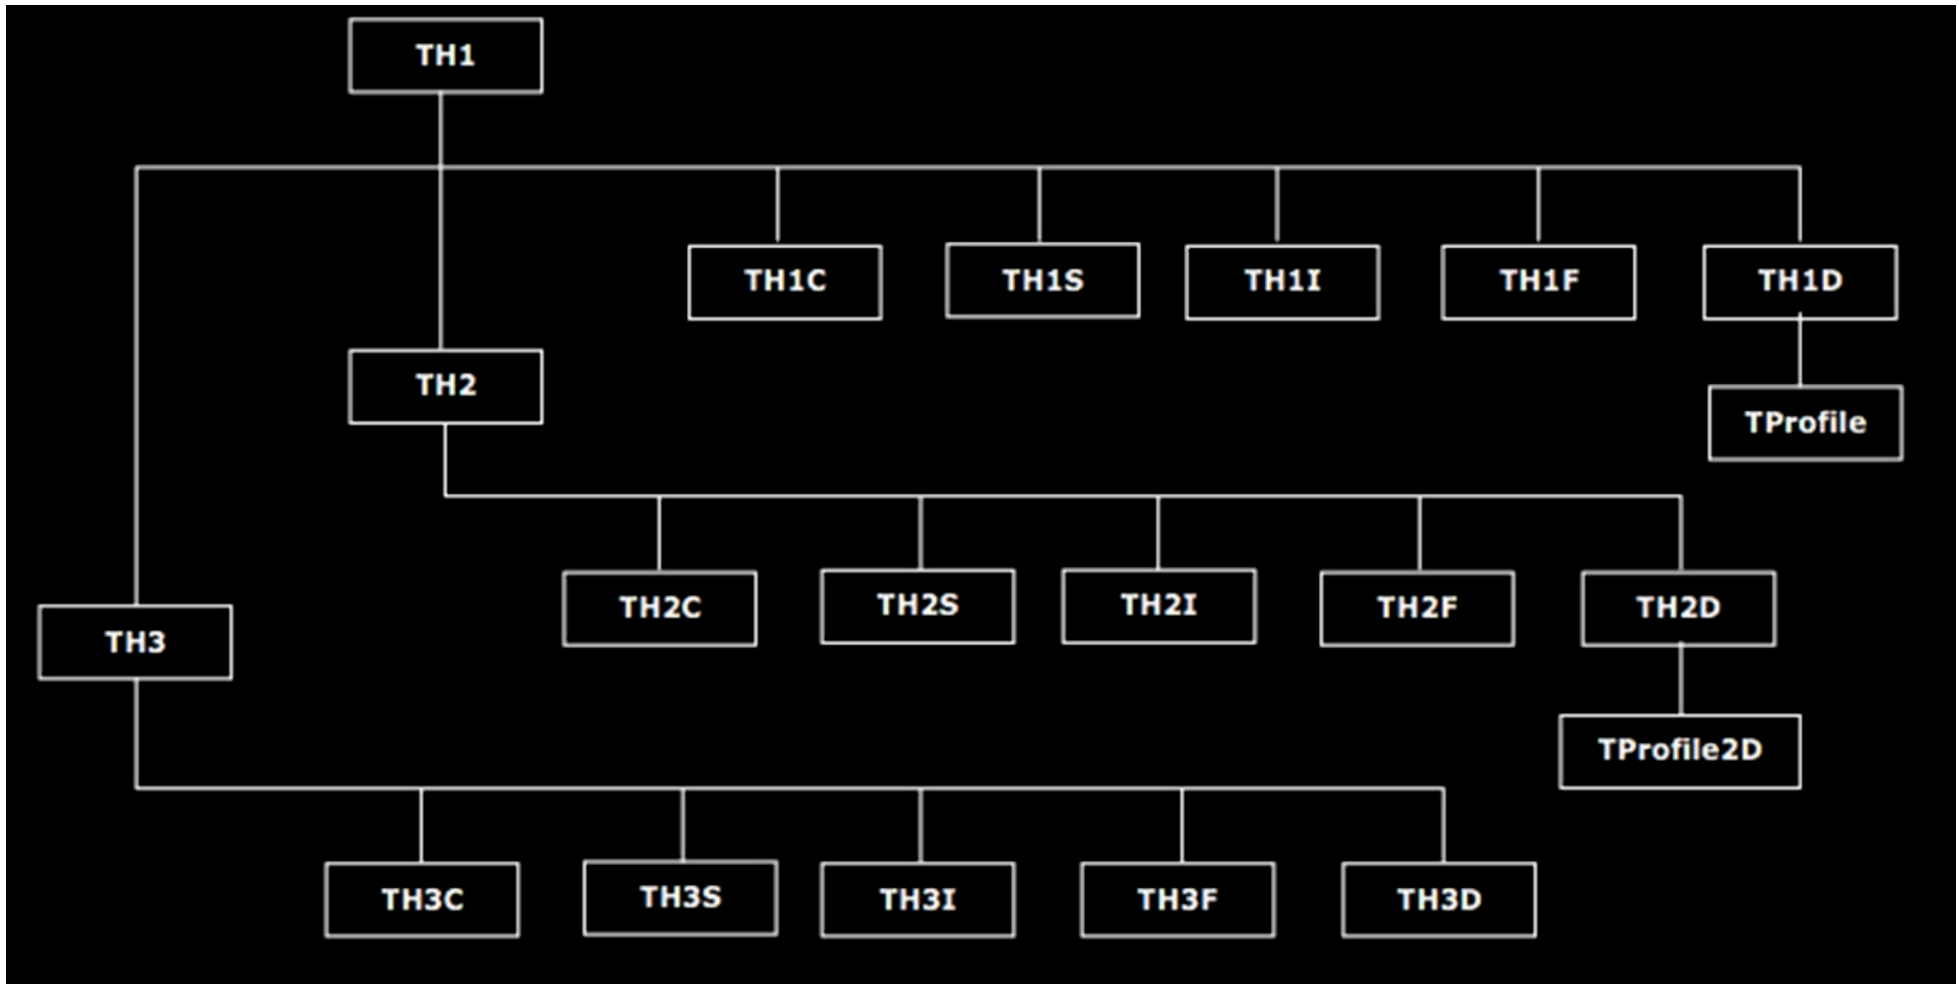 TH1
TH1C
TH1S
TH1I
TH1F
TH1D
TH2
TProfile
TH2C
TH2S
TH2I
TH2F
TH2D
TH3
TProfile2D
TH3C
TH3S
TH3I
TH3F
TH3D